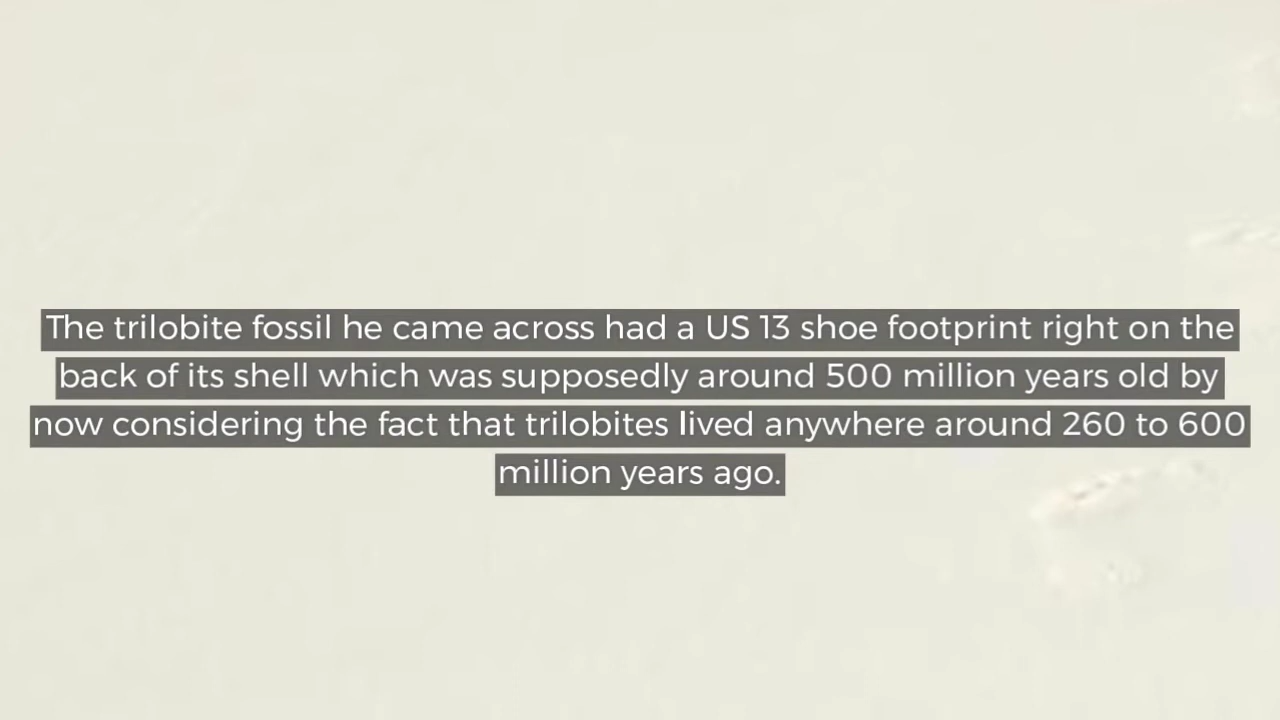 The trilobite fossil he came across had a US 13 shoe footprint right on the
back of its shell which was supposedly around 500 million years old by
now considering the fact that trilobites lived anywhere around 260 to 600
million years ago.